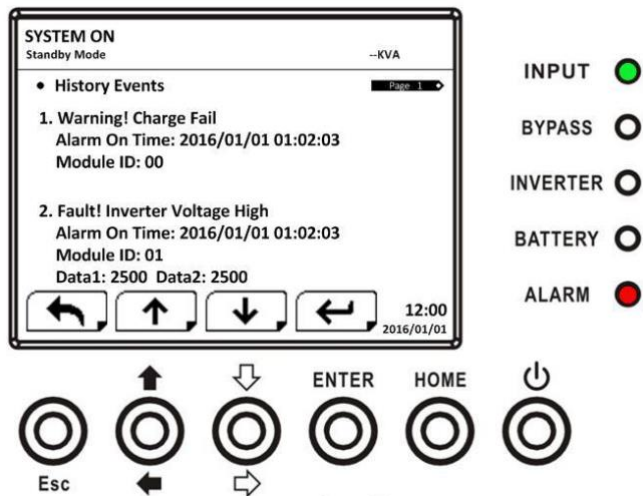 SYSTEM ON
Standby Mode --KVA
• History Events Page 1
1. Warning! Charge Fail
Alarm On Time: 2016/01/01 01:02:03
Module ID: 00
2. Fault! Inverter Voltage High
Alarm On Time: 2016/01/01 01:02:03
Module ID: 01
Data1: 2500 Data2: 2500
12:00
2016/01/01
INPUT
BYPASS
INVERTER
BATTERY
ALARM
ENTER HOME
Esc